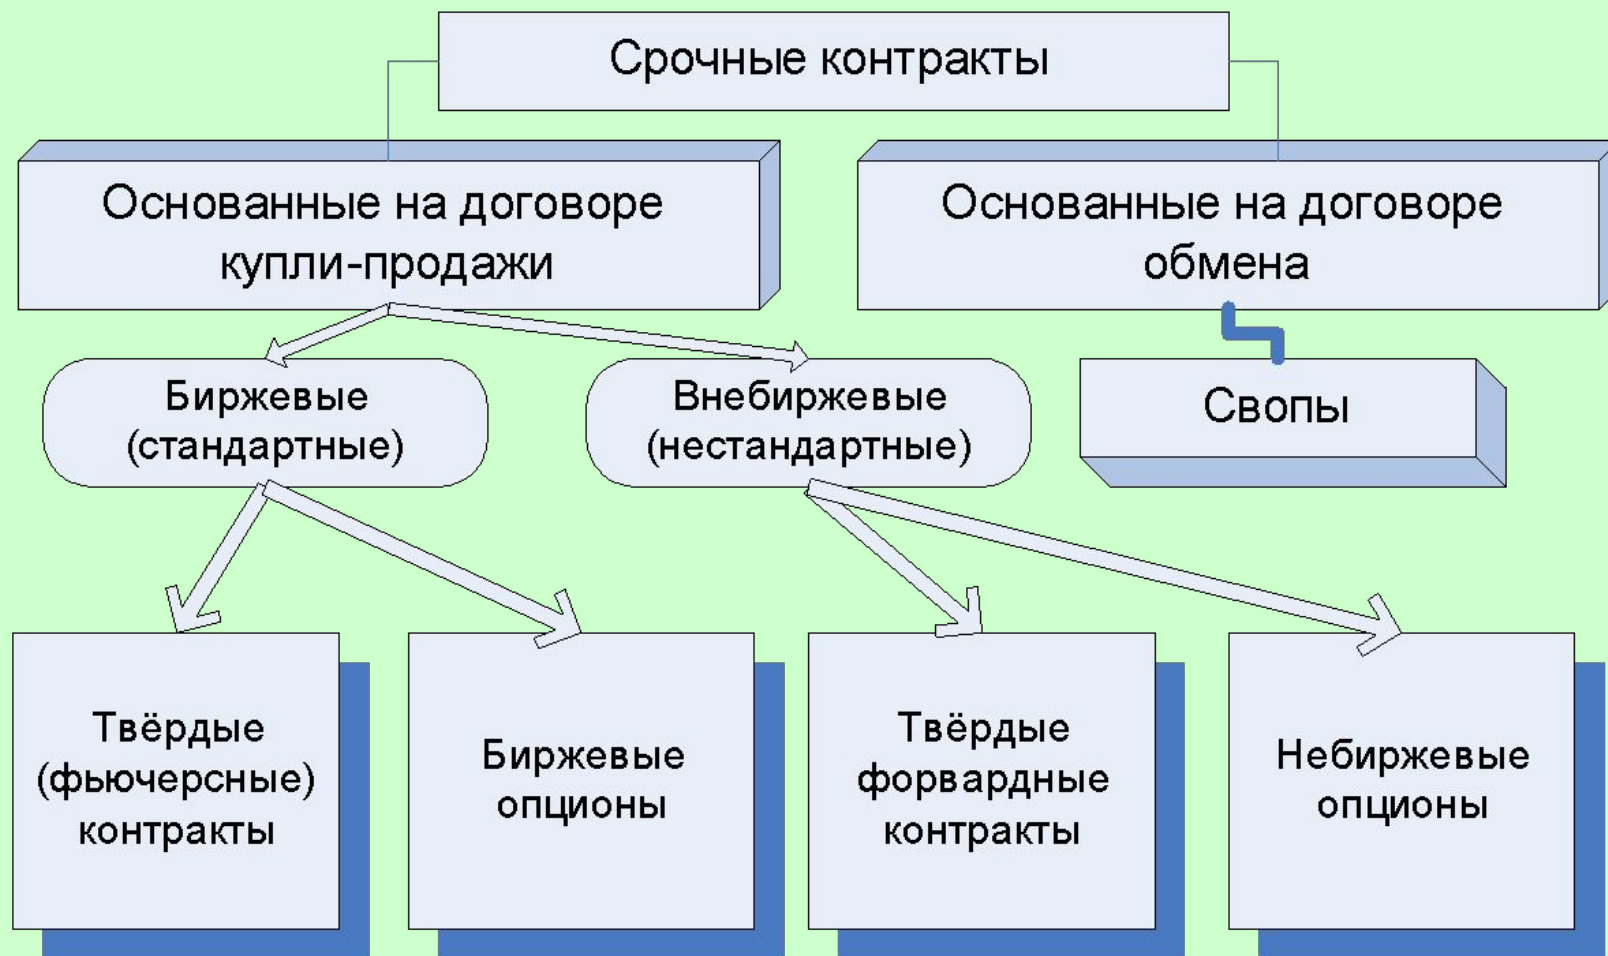 Срочные контракты
Основанные на договоре
купли-продажи
Основанные на договоре
обмена
Биржевые
(стандартные)
Внебиржевые
(нестандартные)
Свопы
Твёрдые
(фьючерсные)
контракты
Биржевые
опционы
Твёрдые
форвардные
контракты
Небиржевые
опционы